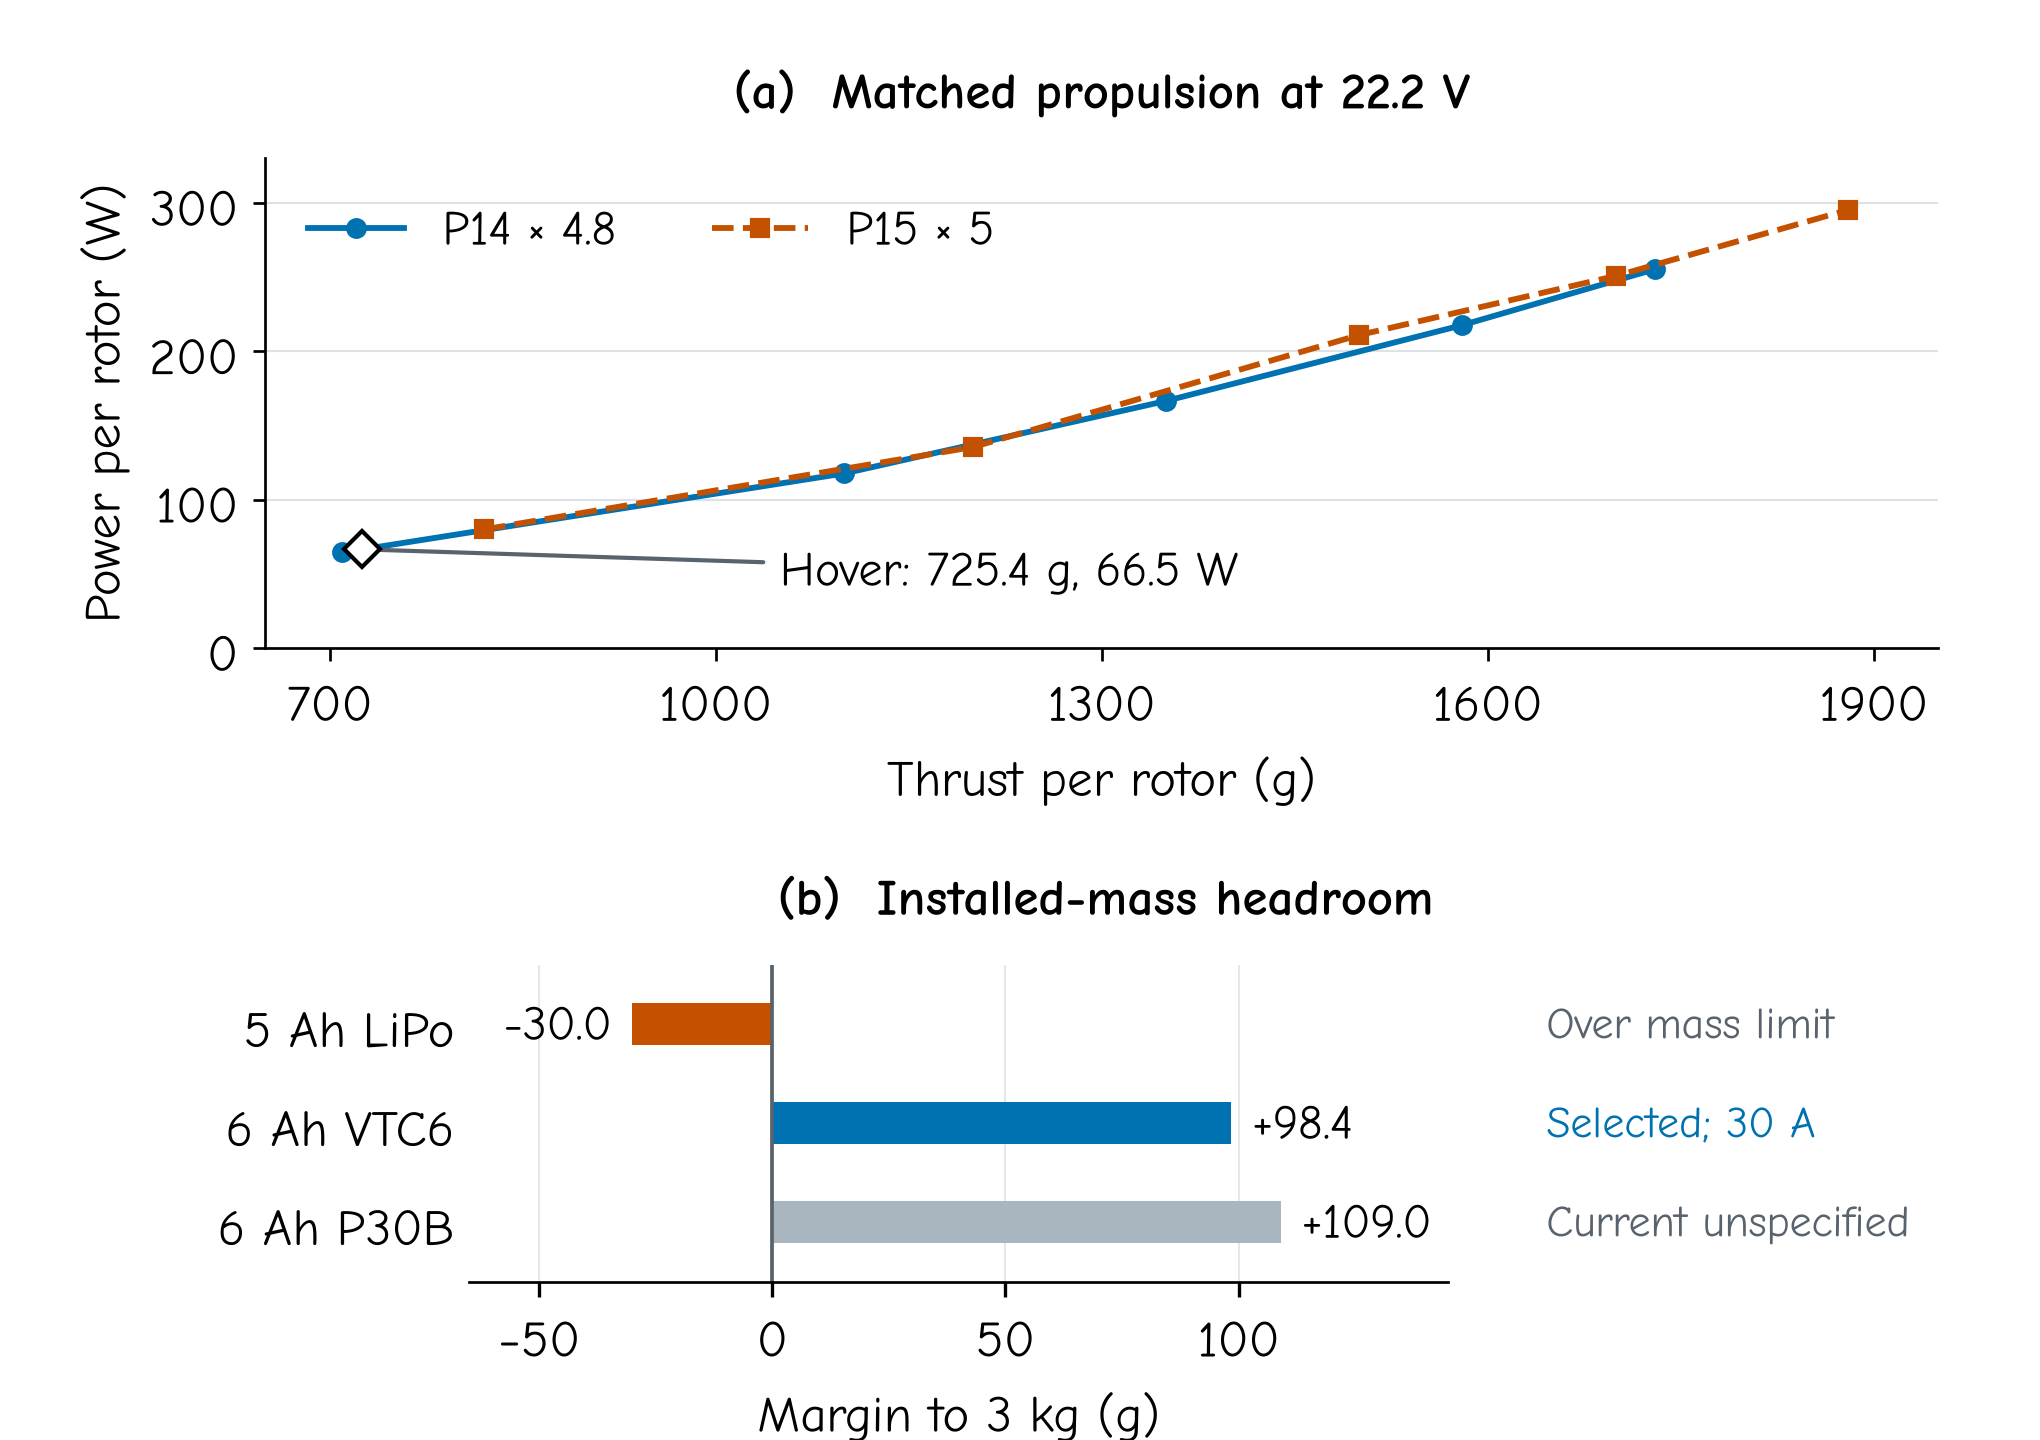 (a) Matched propulsion at 22.2 V
Power per rotor (W)
300
200
100
0
P14 × 4.8
P15 × 5
Hover: 725.4 g, 66.5 W
700 1000 1300 1600 1900
Thrust per rotor (g)
(b) Installed-mass headroom
5 Ah LiPo -30.0 Over mass limit
6 Ah VTC6 +98.4 Selected; 30 A
6 Ah P30B +109.0 Current unspecified
-50 0 50 100
Margin to 3 kg (g)